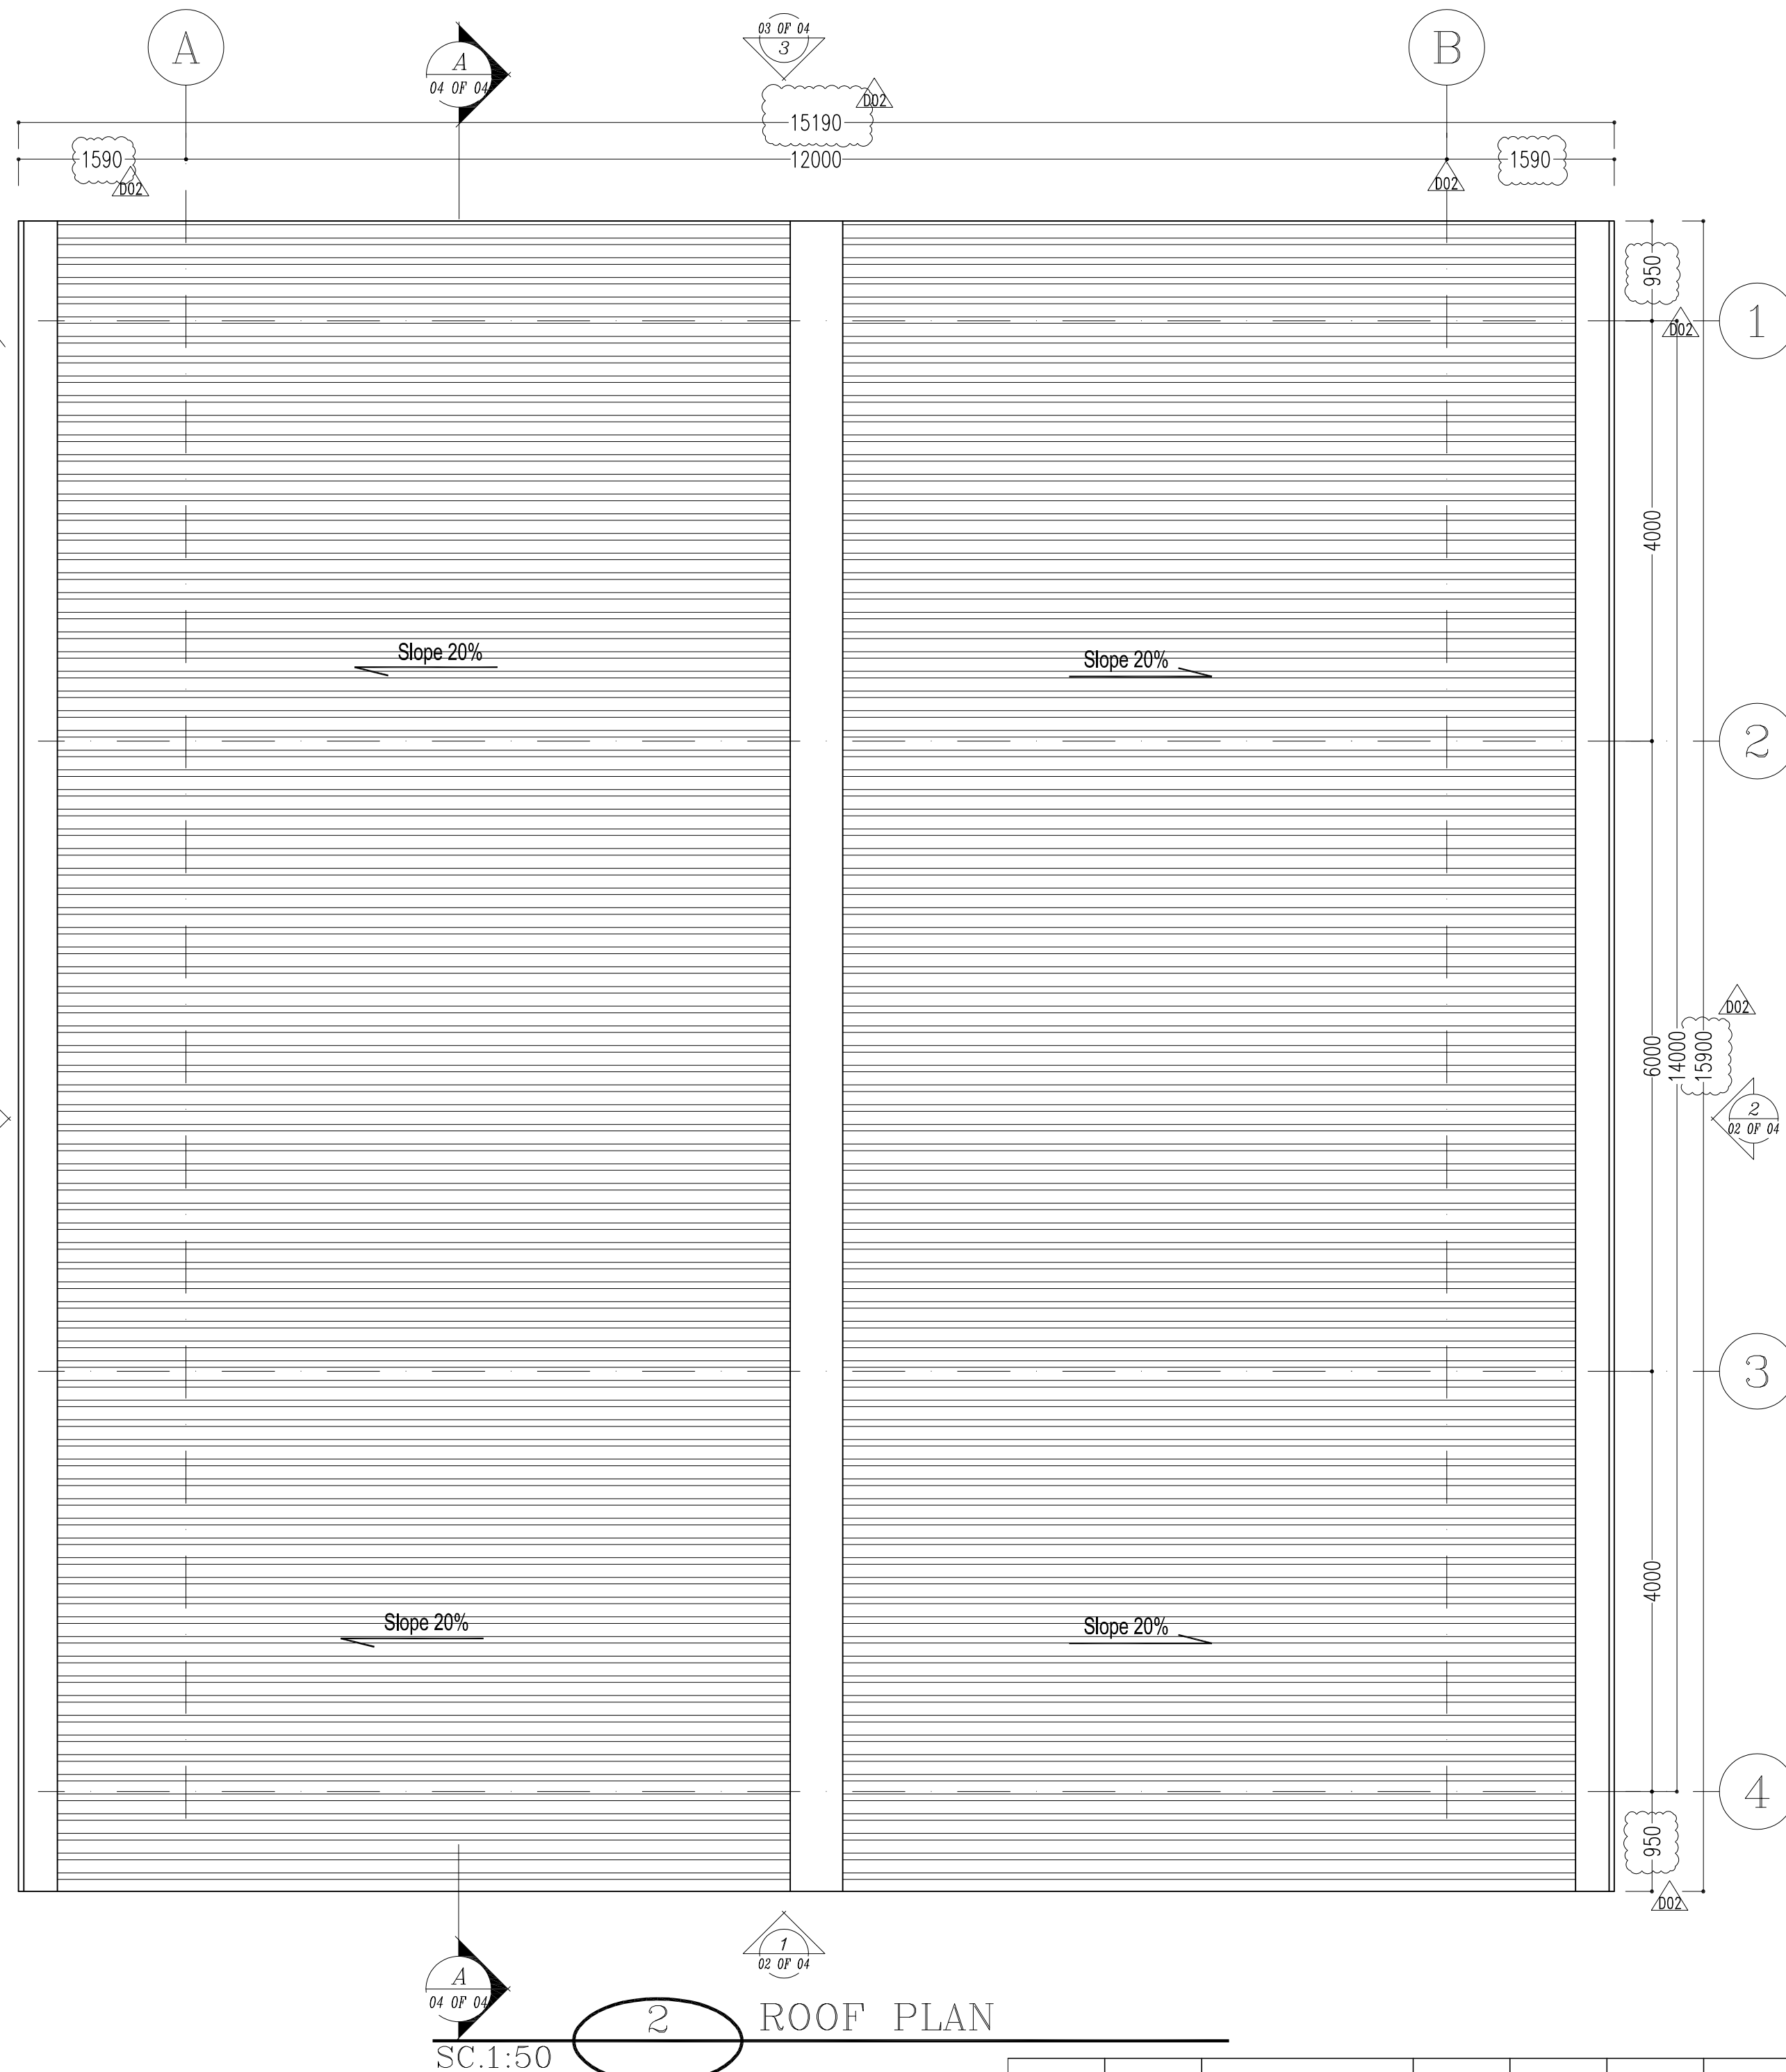 A
A
04 OF 04
03 OF 04
3
B
D02
15190
1590
12000
1590
D02
D02
950
1
D02
4000
Slope 20%
Slope 20%
2
D02
6000
14000
15900
2
02 OF 04
3
4000
Slope 20%
Slope 20%
4
950
D02
1
02 OF 04
A
04 OF 04
2
ROOF PLAN
SC.1:50